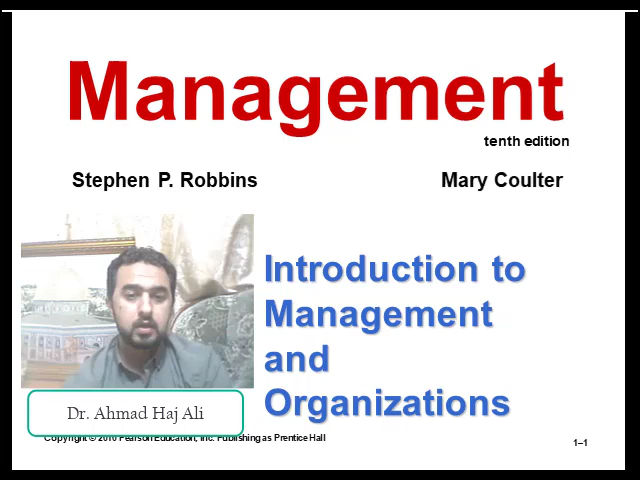 Management
tenth edition
Stephen P. Robbins Mary Coulter
Introduction to
Management
and
Organizations
Dr. Ahmad Haj Ali
Copyright © 2010 Pearson Education, Inc. Publishing as Prentice Hall
1–1